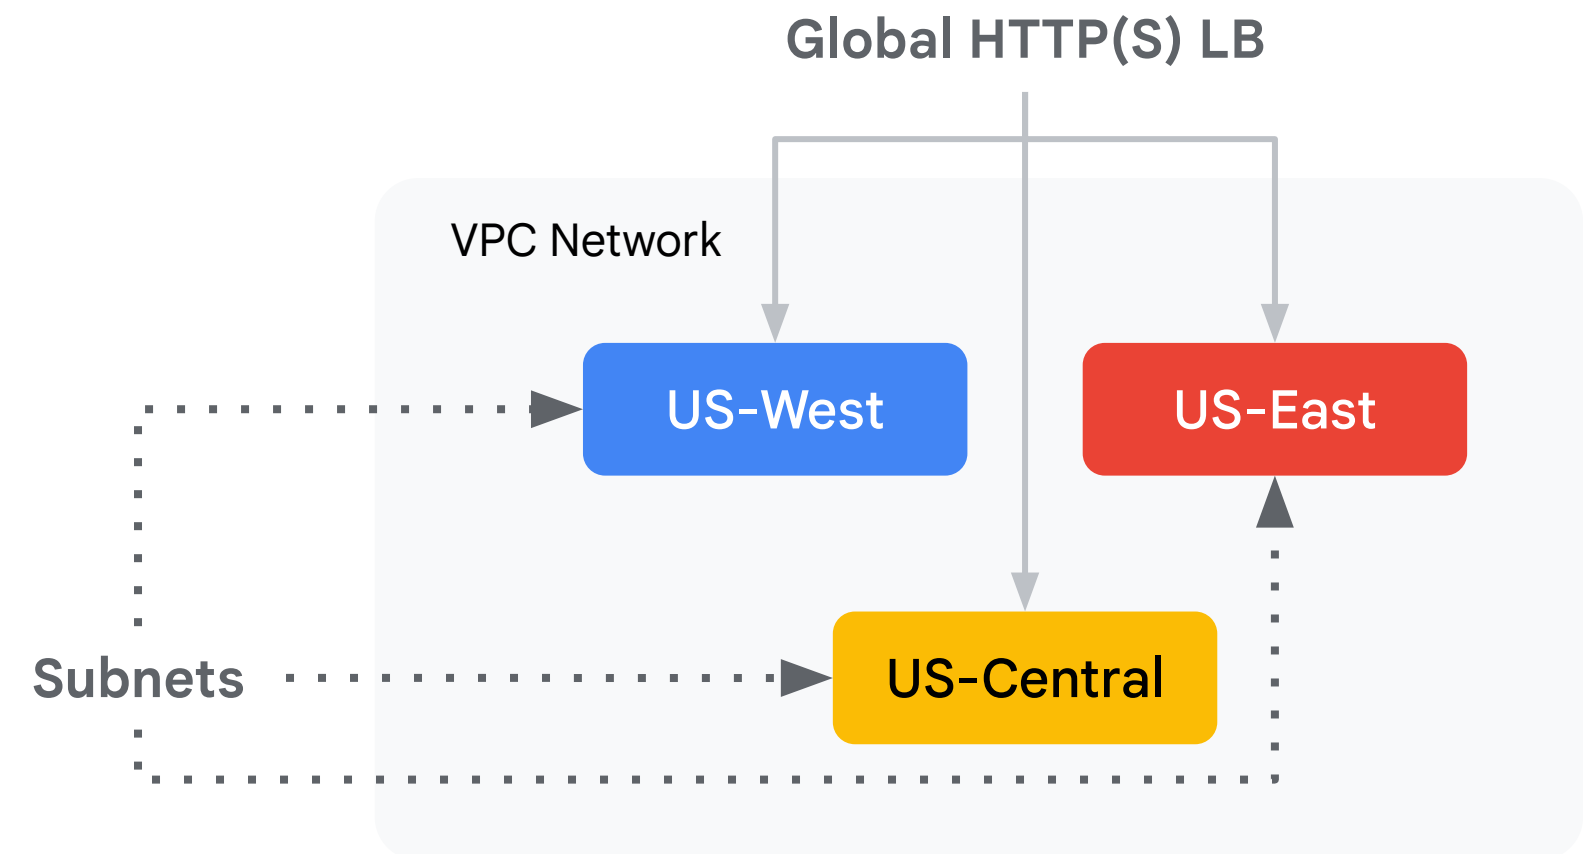 Global HTTP(S) LB
VPC Network
US-West
US-East
US-Central
Subnets